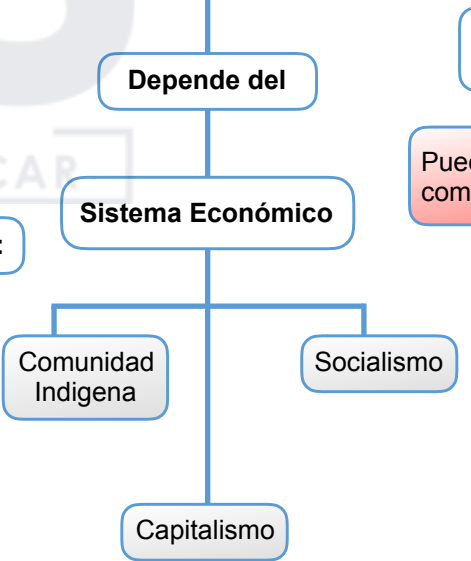 Depende del
Sistema Económico
Comunidad
Indigena
Socialismo
Capitalismo